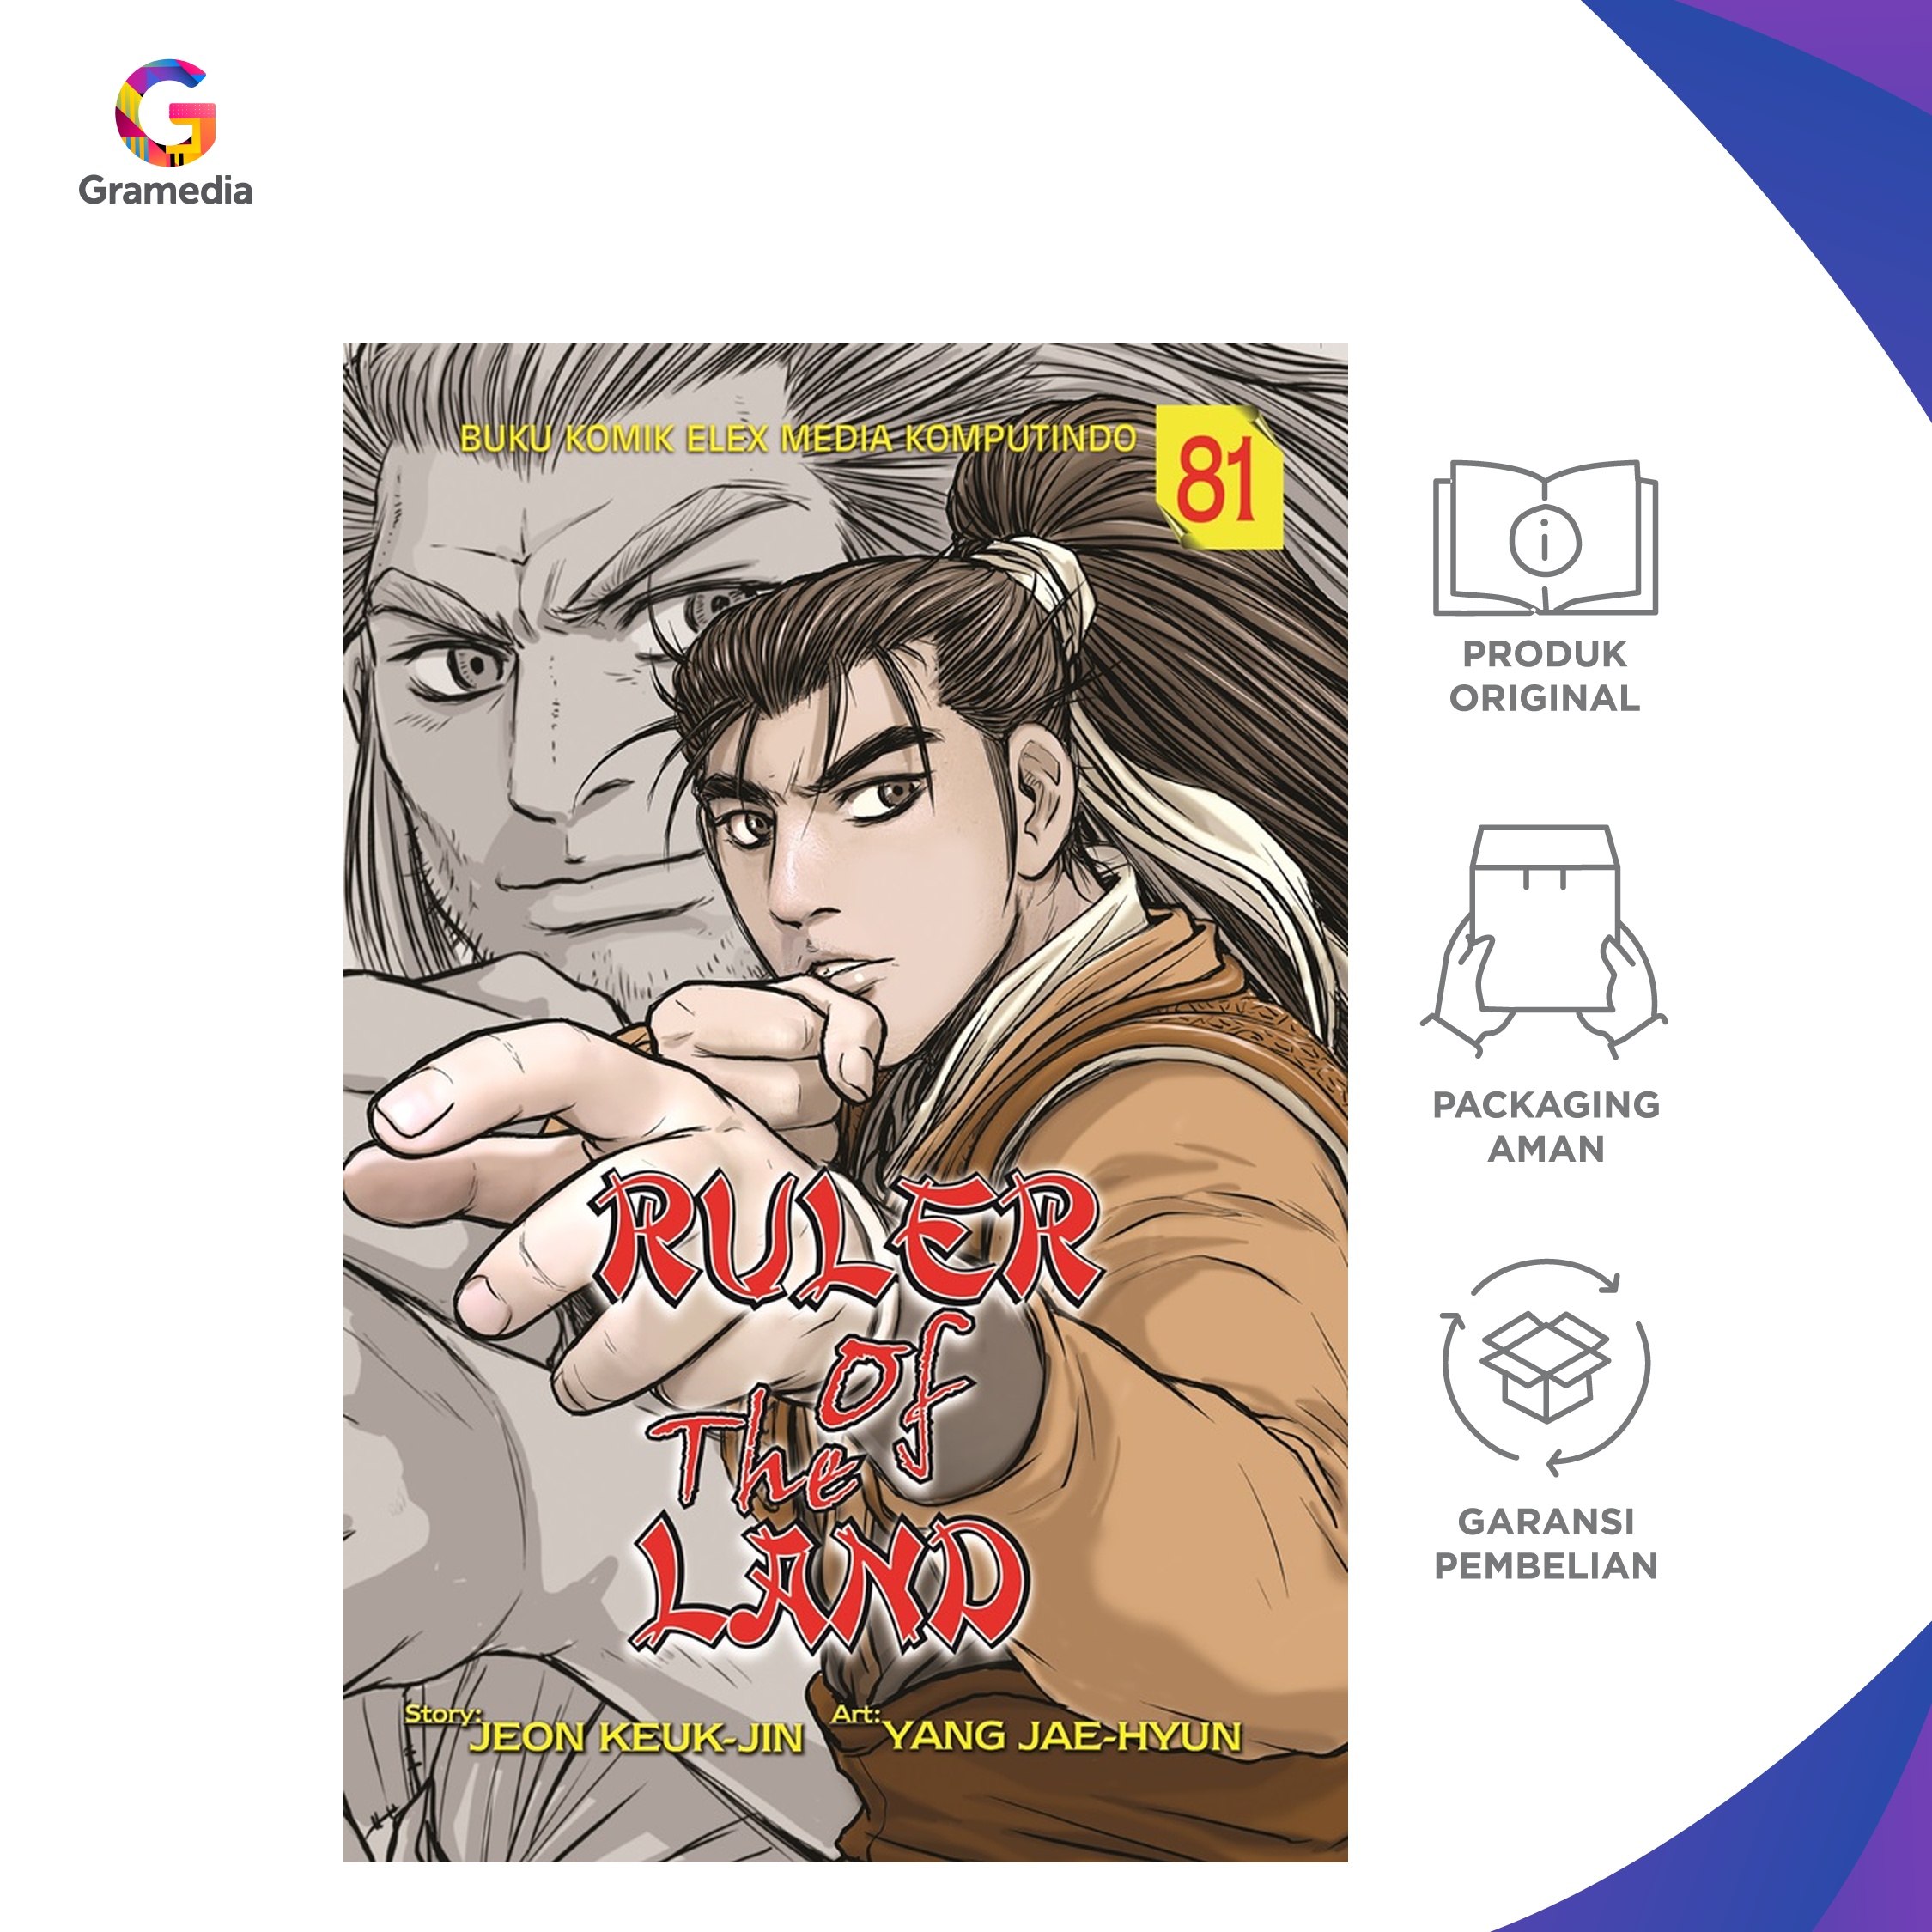 Gramedia
BUKU KOMIK ELEX MEDIA KOMPUTINDO
81
RULER
of
The
LAND
Story: JEON KEUK-JIN
Art: YANG JAE-HYUN
PRODUK
ORIGINAL
PACKAGING
AMAN
GARANSI
PEMBELIAN